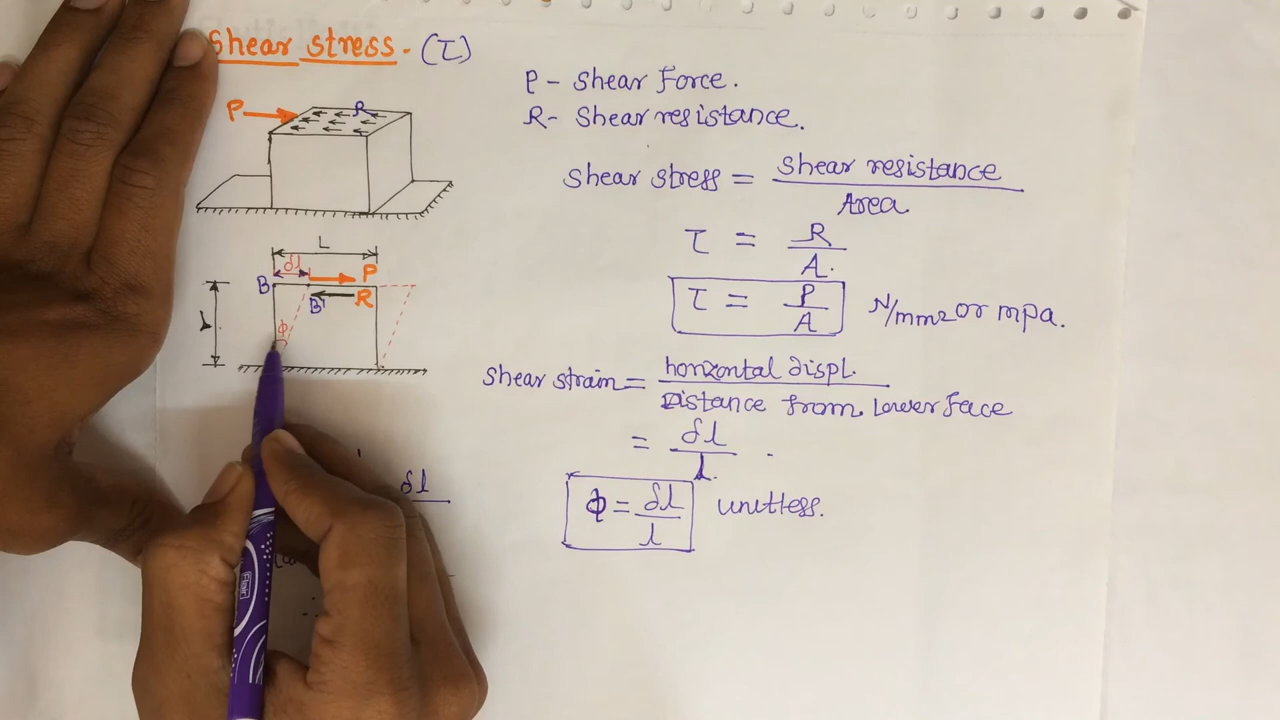 Shear stress - (τ)
P - Shear Force.
R - Shear resistance.
P
R
Shear stress = Shear resistance
Area
τ = R
A.
τ = P
A
N/mm2 or mpa.
L
δl
P
B
B'
R
ϕ
Shear strain = horizontal displ.
Distance from Lower face
= δl
l.
ϕ = δl
l
unitless.
δl
Flair